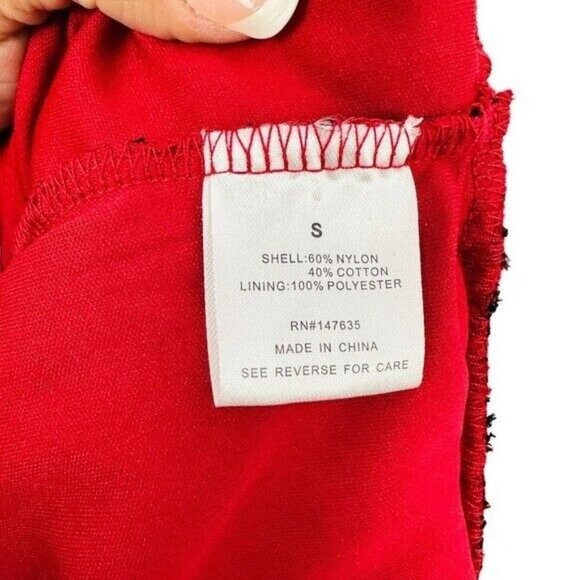 S
SHELL:60% NYLON
40% COTTON
LINING:100% POLYESTER
RN#147635
MADE IN CHINA
SEE REVERSE FOR CARE